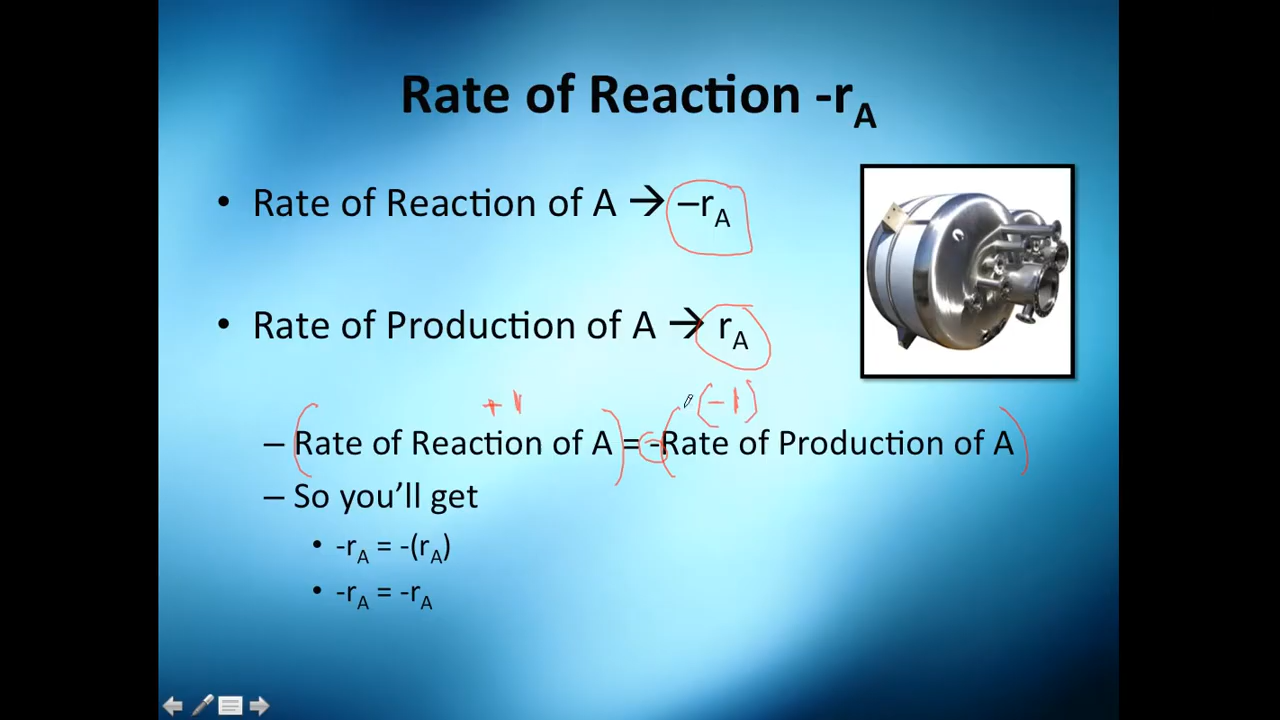 Rate of Reaction -rA
• Rate of Reaction of A → –rA
• Rate of Production of A → rA
+1 (-1)
– (Rate of Reaction of A) = -(Rate of Production of A)
– So you’ll get
• -rA = -(rA)
• -rA = -rA